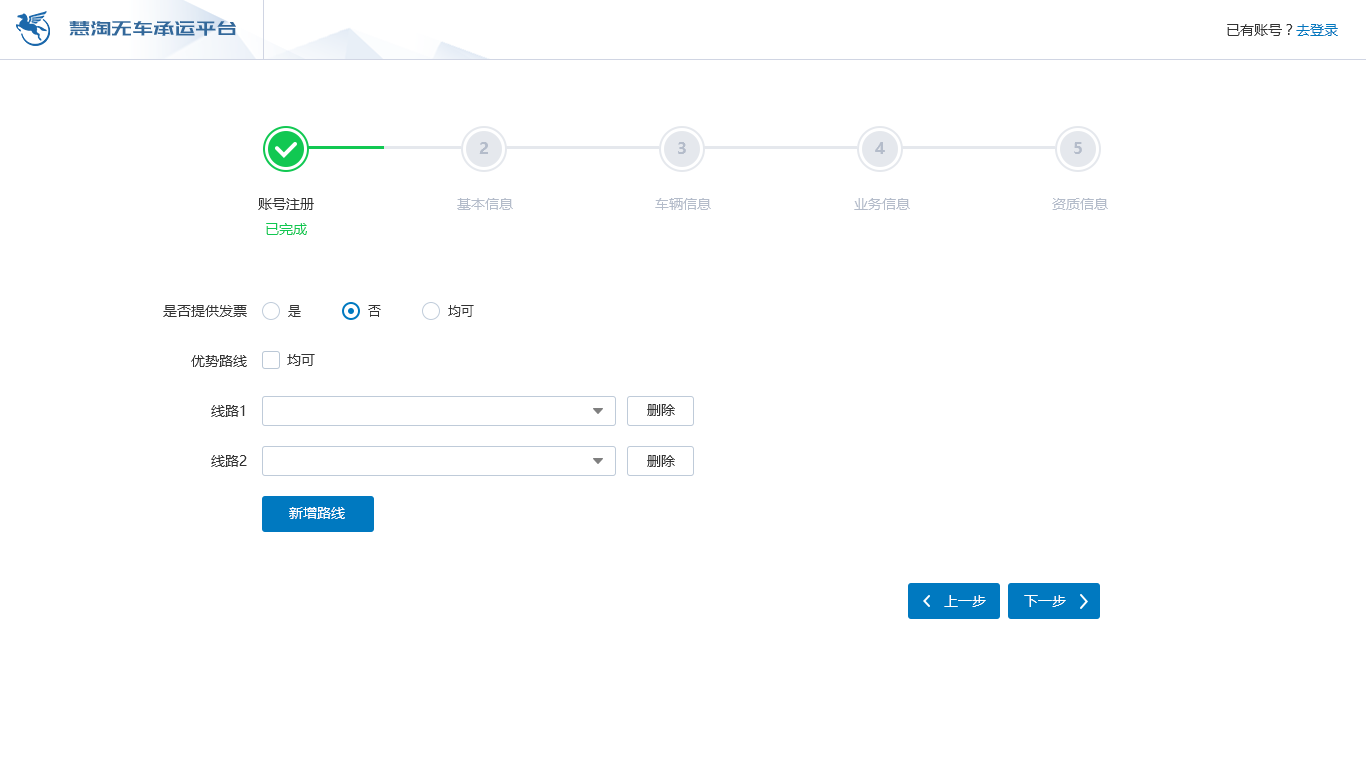 慧淘无车承运平台
已有账号？去登录
2 3 4 5
账号注册 基本信息 车辆信息 业务信息 资质信息
已完成
是否提供发票 是 否 均可
优势路线 均可
线路1 删除
线路2 删除
新增路线
上一步 下一步